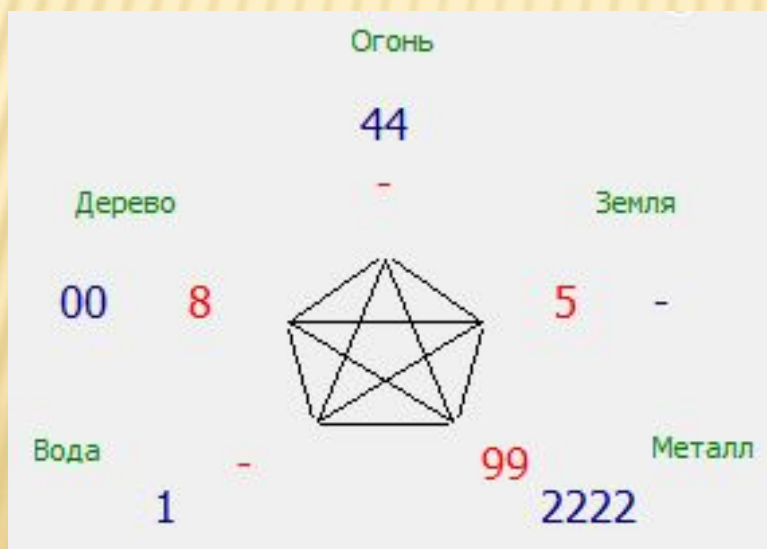 Огонь
44
-
Дерево
Земля
00 8
5 -
Вода
Металл
-
99
1
2222